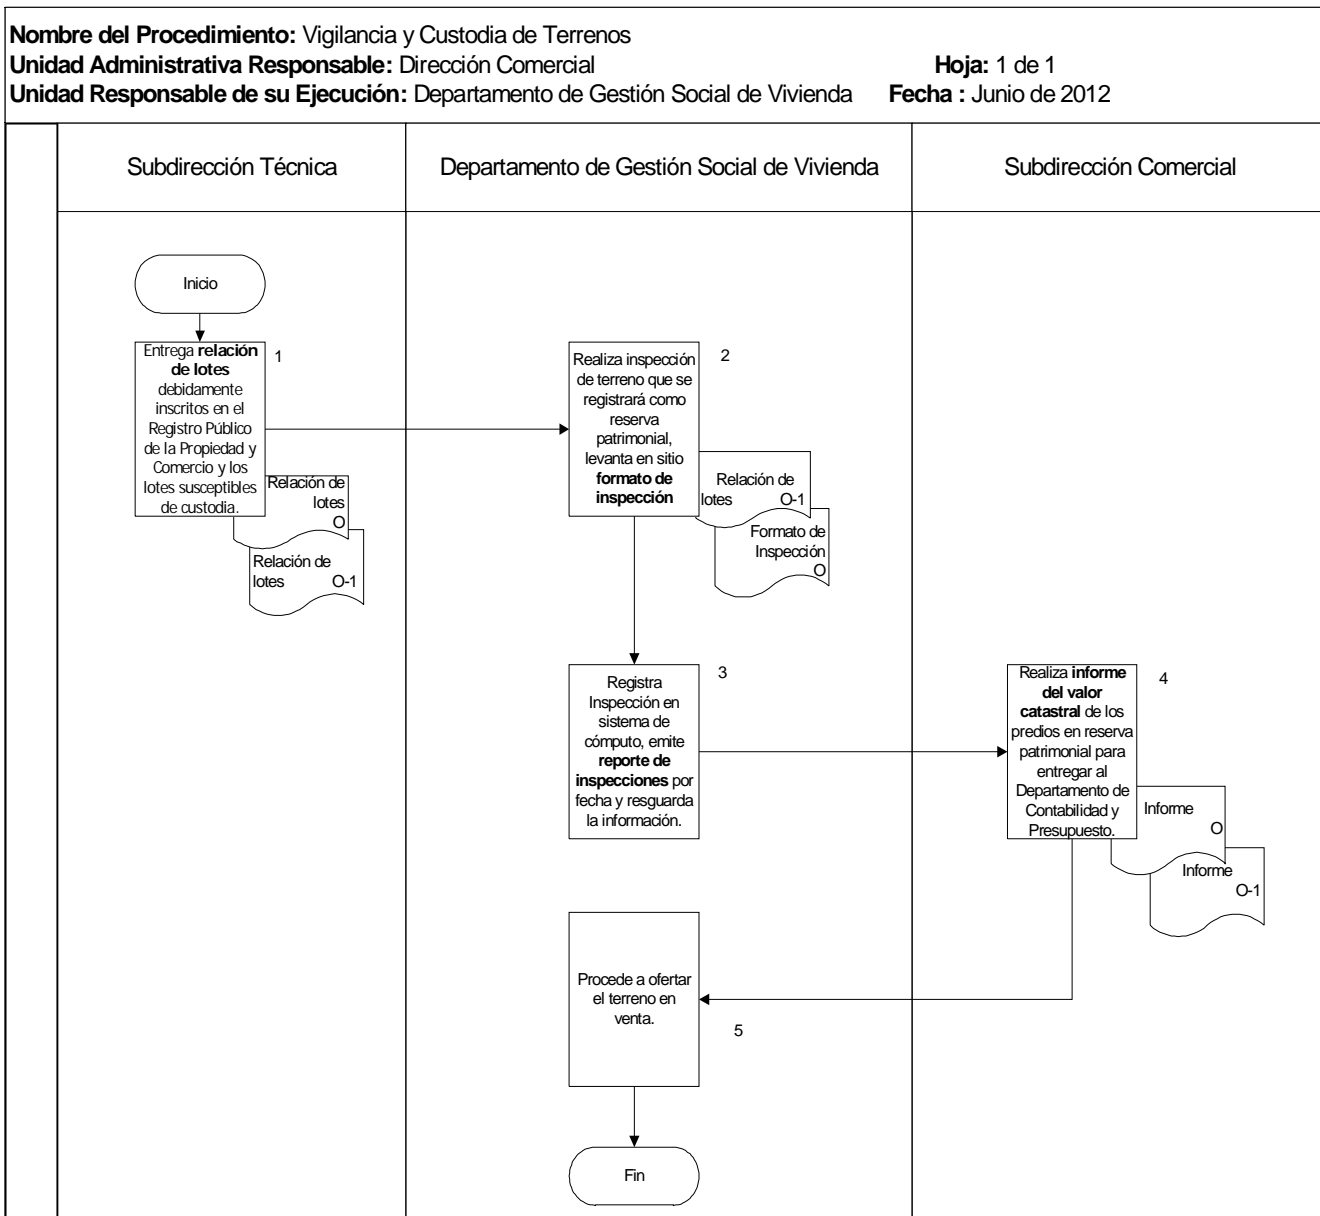 Nombre del Procedimiento: Vigilancia y Custodia de Terrenos
Unidad Administrativa Responsable: Dirección Comercial Hoja: 1 de 1
Unidad Responsable de su Ejecución: Departamento de Gestión Social de Vivienda Fecha : Junio de 2012
Subdirección Técnica
Departamento de Gestión Social de Vivienda
Subdirección Comercial
Inicio
Entrega relación
de lotes
debidamente
inscritos en el
Registro Público
de la Propiedad y
Comercio y los
lotes susceptibles
de custodia.
1
Relación de
lotes
O
Relación de
lotes O-1
Realiza inspección
de terreno que se
registrará como
reserva
patrimonial,
levanta en sitio
formato de
inspección
2
Relación de
lotes O-1
Formato de
Inspección
O
Registra
Inspección en
sistema de
cómputo, emite
reporte de
inspecciones por
fecha y resguarda
la información.
3
Realiza informe
del valor
catastral de los
predios en reserva
patrimonial para
entregar al
Departamento de
Contabilidad y
Presupuesto.
4
Informe
O
Informe
O-1
Procede a ofertar
el terreno en
venta.
5
Fin